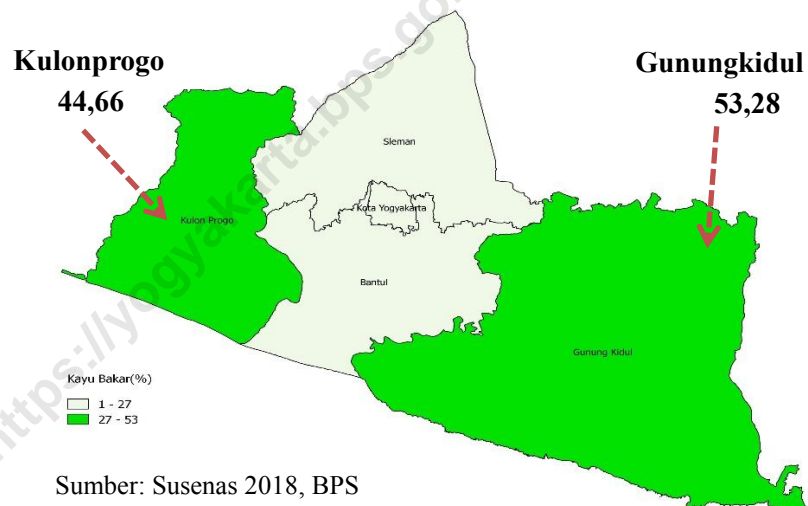 Kulonprogo
44,66
Gunungkidul
53,28
Sleman
Kota Yogyakarta
Kulon Progo
Bantul
Gunung Kidul
Kayu Bakar(%)
1 - 27
27 - 53
Sumber: Susenas 2018, BPS
https://yogyakarta.bps.go